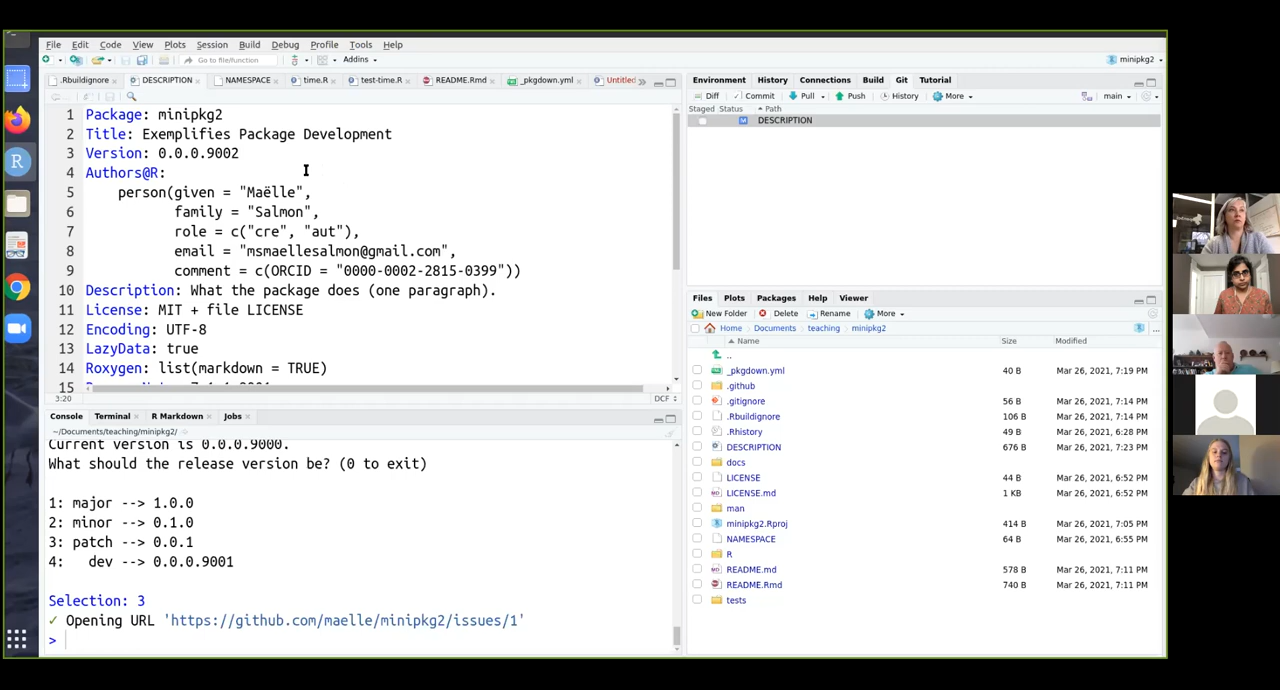 File Edit Code View Plots Session Build Debug Profile Tools Help
Go to file/function Addins minipkg2
.Rbuildignore DESCRIPTION NAMESPACE time.R test-time.R README.Rmd _pkgdown.yml Untitled
1 Package: minipkg2
2 Title: Exemplifies Package Development
3 Version: 0.0.0.9002
4 Authors@R:
5 person(given = "Maëlle",
6 family = "Salmon",
7 role = c("cre", "aut"),
8 email = "msmaellesalmon@gmail.com",
9 comment = c(ORCID = "0000-0002-2815-0399"))
10 Description: What the package does (one paragraph).
11 License: MIT + file LICENSE
12 Encoding: UTF-8
13 LazyData: true
14 Roxygen: list(markdown = TRUE)
15
3:20 DCF
Console Terminal R Markdown Jobs
~/Documents/teaching/minipkg2/
Current version is 0.0.0.9000.
What should the release version be? (0 to exit)
1: major --> 1.0.0
2: minor --> 0.1.0
3: patch --> 0.0.1
4: dev --> 0.0.0.9001
Selection: 3
✓ Opening URL 'https://github.com/maelle/minipkg2/issues/1'
>
Environment History Connections Build Git Tutorial
Diff Commit Pull Push History More main
Staged Status Path
M DESCRIPTION
Files Plots Packages Help Viewer
New Folder Delete Rename More
Home Documents teaching minipkg2 ...
Name Size Modified
..
_pkgdown.yml 40 B Mar 26, 2021, 7:19 PM
.github
.gitignore 56 B Mar 26, 2021, 7:14 PM
.Rbuildignore 106 B Mar 26, 2021, 7:14 PM
.Rhistory 49 B Mar 26, 2021, 6:28 PM
DESCRIPTION 676 B Mar 26, 2021, 7:23 PM
docs
LICENSE 44 B Mar 26, 2021, 6:52 PM
LICENSE.md 1 KB Mar 26, 2021, 6:52 PM
man
minipkg2.Rproj 414 B Mar 26, 2021, 7:05 PM
NAMESPACE 64 B Mar 26, 2021, 6:55 PM
R
README.md 578 B Mar 26, 2021, 7:11 PM
README.Rmd 740 B Mar 26, 2021, 7:11 PM
tests